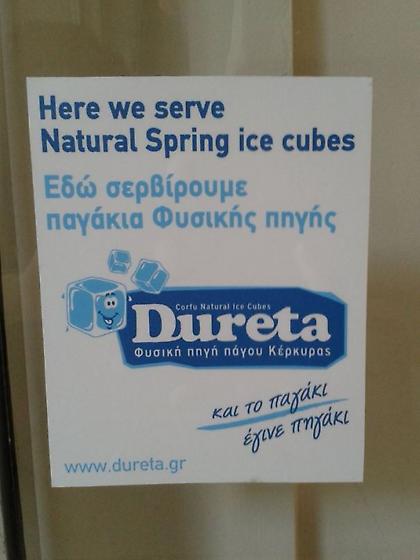 Here we serve
Natural Spring ice cubes
Εδώ σερβίρουμε
παγάκια Φυσικής πηγής
Corfu Natural Ice Cubes
Dureta
Φυσική πηγή πάγου Κέρκυρας
και το παγάκι
έγινε πηγάκι
www.dureta.gr